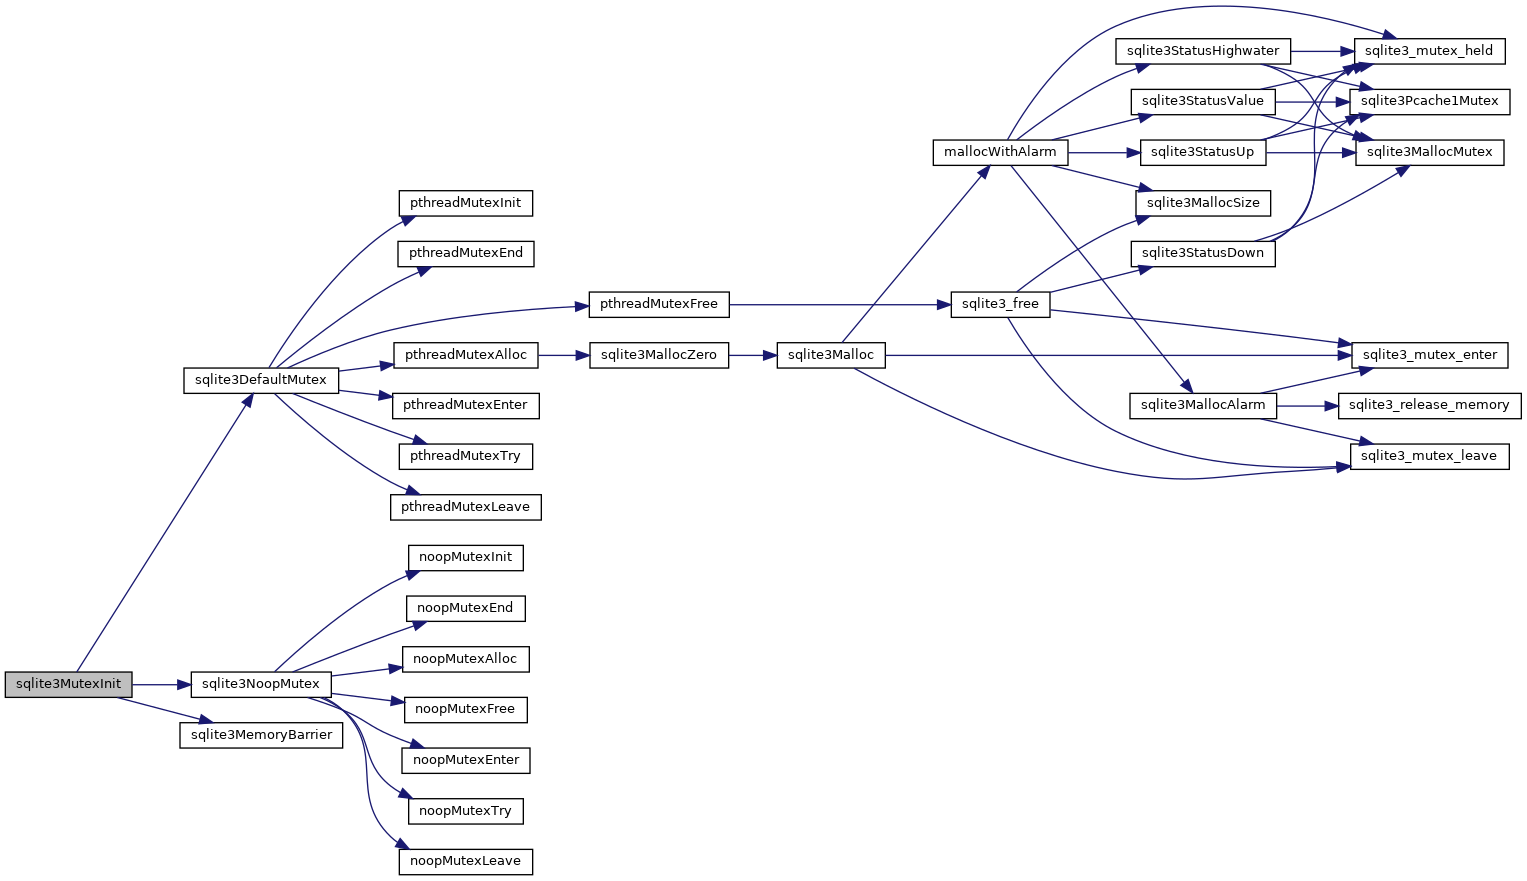 sqlite3MutexInit
sqlite3DefaultMutex
sqlite3NoopMutex
sqlite3MemoryBarrier
pthreadMutexInit
pthreadMutexEnd
pthreadMutexFree
pthreadMutexAlloc
pthreadMutexEnter
pthreadMutexTry
pthreadMutexLeave
noopMutexInit
noopMutexEnd
noopMutexAlloc
noopMutexFree
noopMutexEnter
noopMutexTry
noopMutexLeave
sqlite3MallocZero
sqlite3Malloc
mallocWithAlarm
sqlite3_free
sqlite3StatusHighwater
sqlite3StatusValue
sqlite3StatusUp
sqlite3MallocSize
sqlite3StatusDown
sqlite3MallocAlarm
sqlite3_mutex_held
sqlite3Pcache1Mutex
sqlite3MallocMutex
sqlite3_mutex_enter
sqlite3_release_memory
sqlite3_mutex_leave